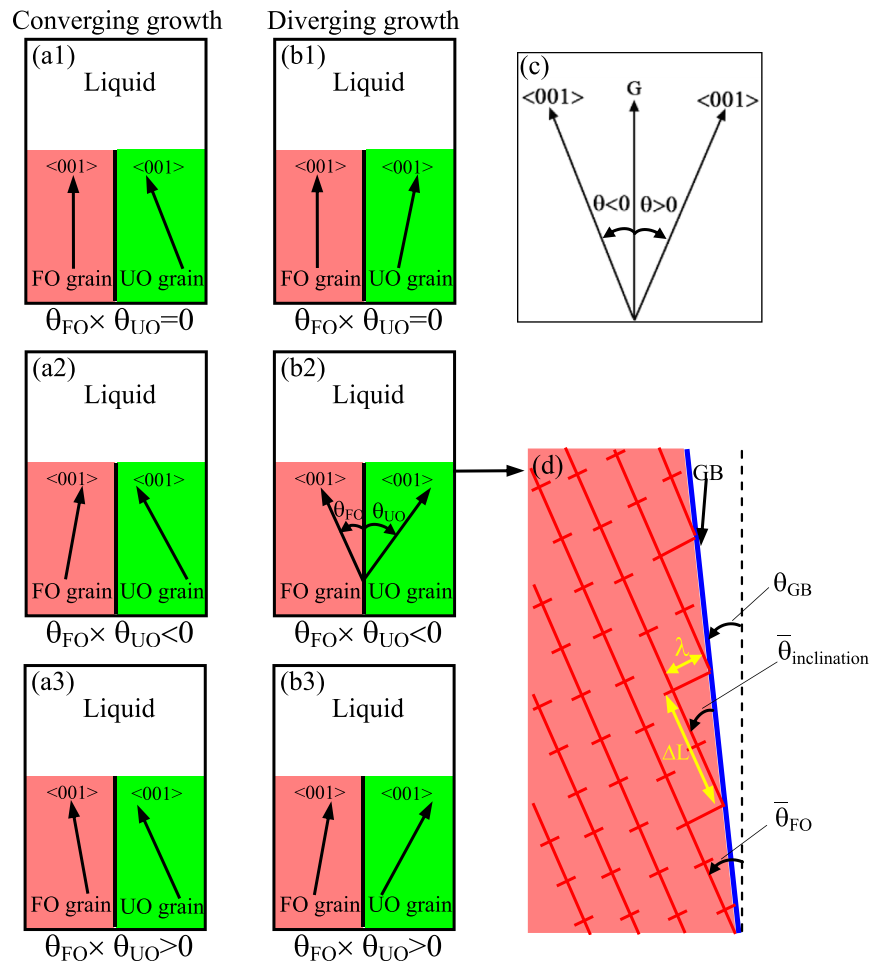 Converging growth
Diverging growth
(a1)
Liquid
<001>
<001>
FO grain
UO grain
θFO× θUO=0
(b1)
Liquid
<001>
<001>
FO grain
UO grain
θFO× θUO=0
(c)
<001>
G
<001>
θ<0
θ>0
(a2)
Liquid
<001>
<001>
FO grain
UO grain
θFO× θUO<0
(b2)
Liquid
<001>
<001>
θFO
θUO
FO grain
UO grain
θFO× θUO<0
(d)
GB
θGB
λ
θ̅inclination
ΔL
θ̅FO
(a3)
Liquid
<001>
<001>
FO grain
UO grain
θFO× θUO>0
(b3)
Liquid
<001>
<001>
FO grain
UO grain
θFO× θUO>0